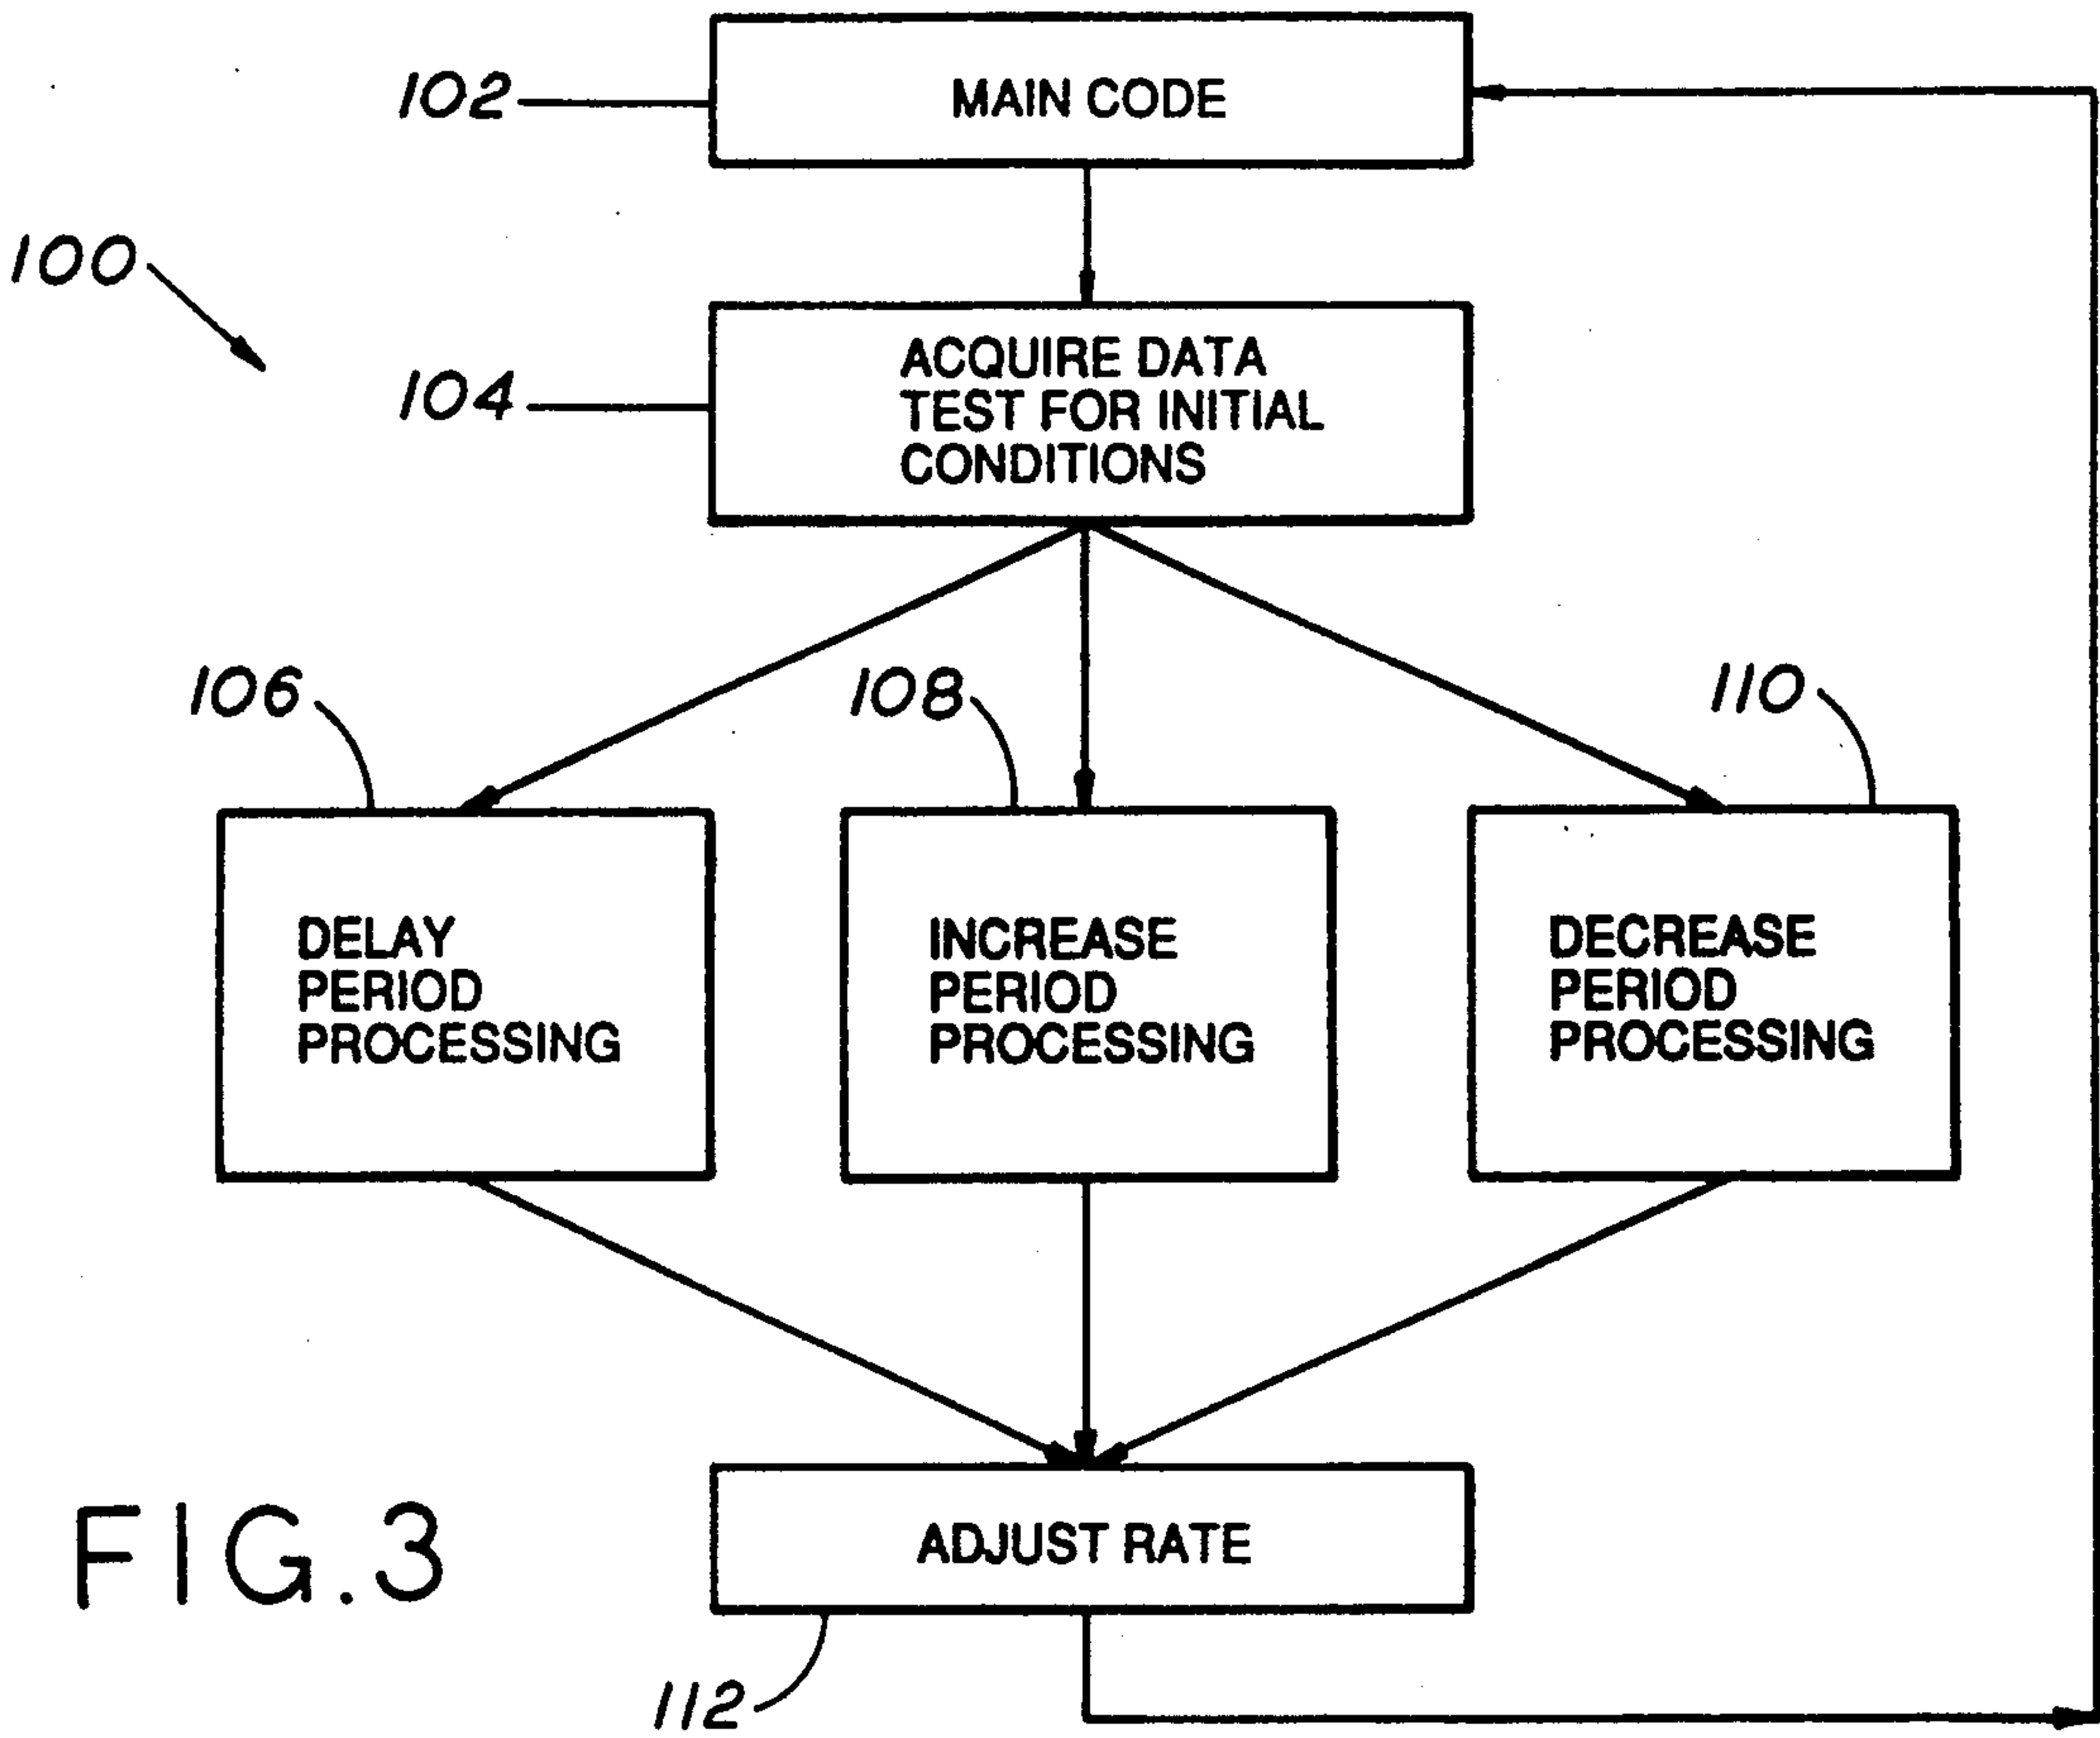 102
MAIN CODE
100
104
ACQUIRE DATA
TEST FOR INITIAL
CONDITIONS
106
108
110
DELAY
PERIOD
PROCESSING
INCREASE
PERIOD
PROCESSING
DECREASE
PERIOD
PROCESSING
ADJUST RATE
FIG.3
112